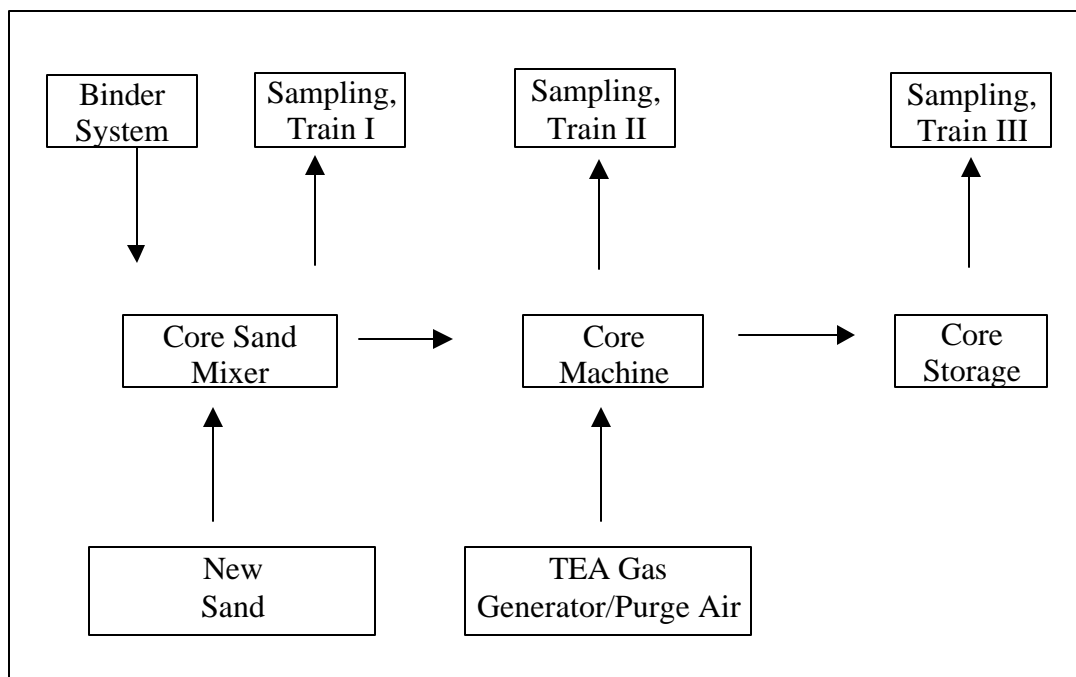 Binder
System
Sampling,
Train I
Sampling,
Train II
Sampling,
Train III
Core Sand
Mixer
Core
Machine
Core
Storage
New
Sand
TEA Gas
Generator/Purge Air